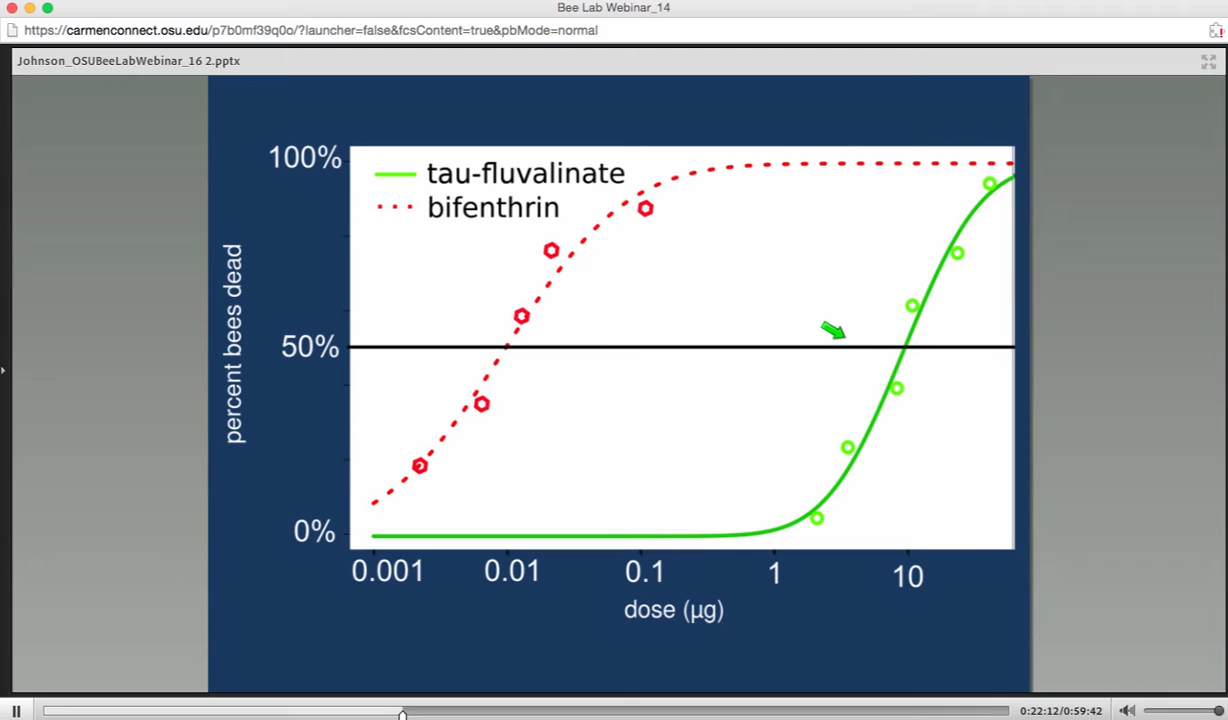 Bee Lab Webinar_14
https://carmenconnect.osu.edu/p7b0mf39q0o/?launcher=false&fcsContent=true&pbMode=normal
Johnson_OSUBeeLabWebinar_16 2.pptx
100%
tau-fluvalinate
bifenthrin
percent bees dead
50%
0%
0.001 0.01 0.1 1 10
dose (µg)
0:22:12/0:59:42